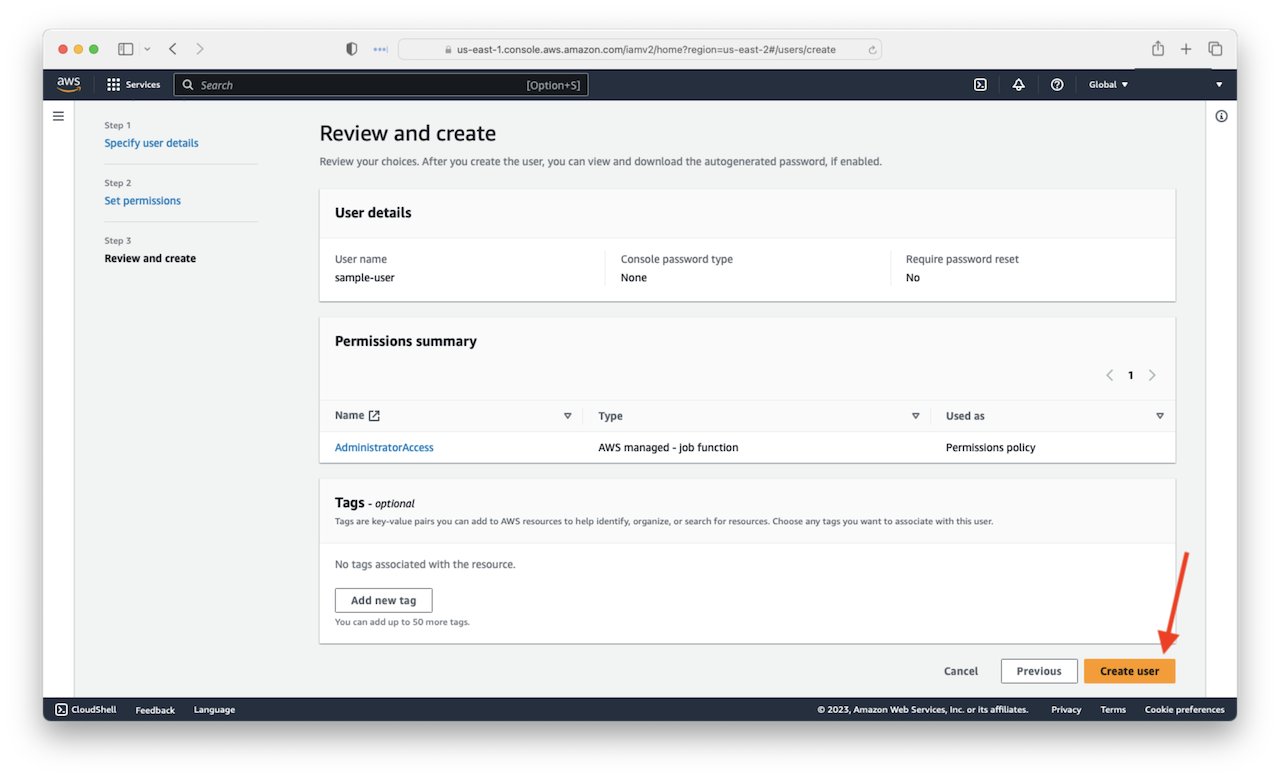 us-east-1.console.aws.amazon.com/iamv2/home?region=us-east-2#/users/create
aws
Services
Search
[Option+S]
Global
Step 1
Specify user details
Step 2
Set permissions
Step 3
Review and create
Review and create
Review your choices. After you create the user, you can view and download the autogenerated password, if enabled.
User details
User name
Console password type
Require password reset
sample-user
None
No
Permissions summary
1
Name
Type
Used as
AdministratorAccess
AWS managed - job function
Permissions policy
Tags - optional
Tags are key-value pairs you can add to AWS resources to help identify, organize, or search for resources. Choose any tags you want to associate with this user.
No tags associated with the resource.
Add new tag
You can add up to 50 more tags.
Cancel
Previous
Create user
CloudShell
Feedback
Language
© 2023, Amazon Web Services, Inc. or its affiliates.
Privacy
Terms
Cookie preferences